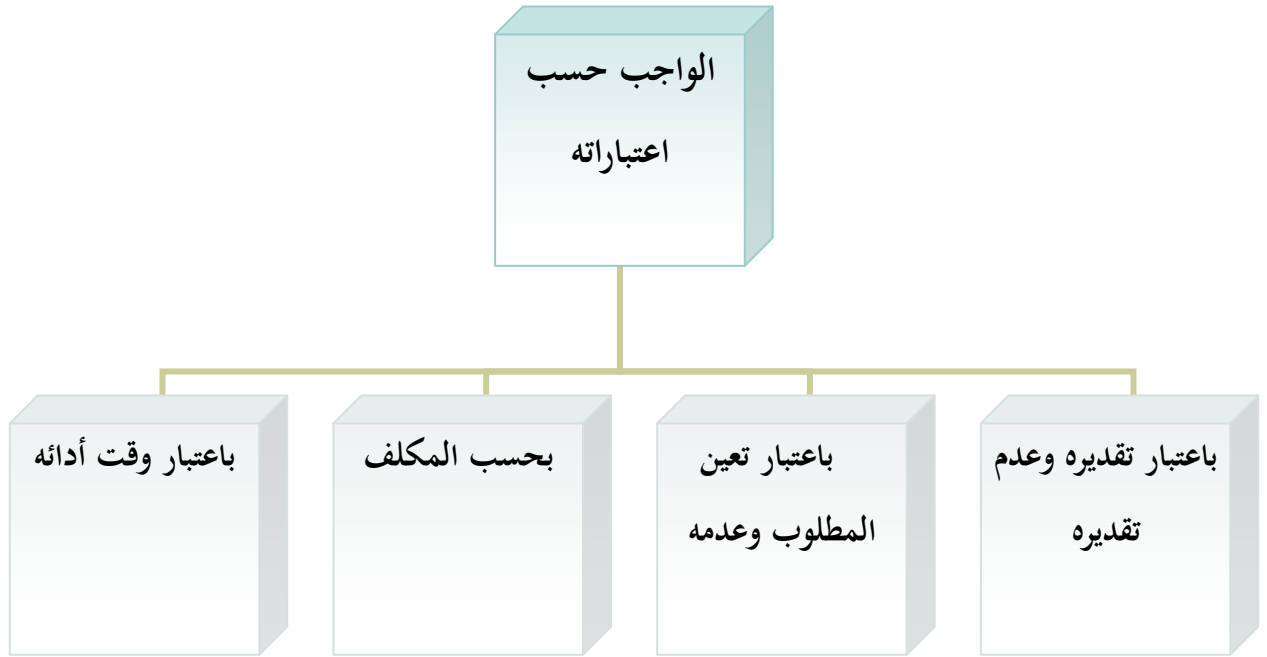 الواجب حسب
اعتباراته
باعتبار تقديره وعدم
تقديره
باعتبار تعين
المطلوب وعدمه
بحسب المكلف
باعتبار وقت أدائه